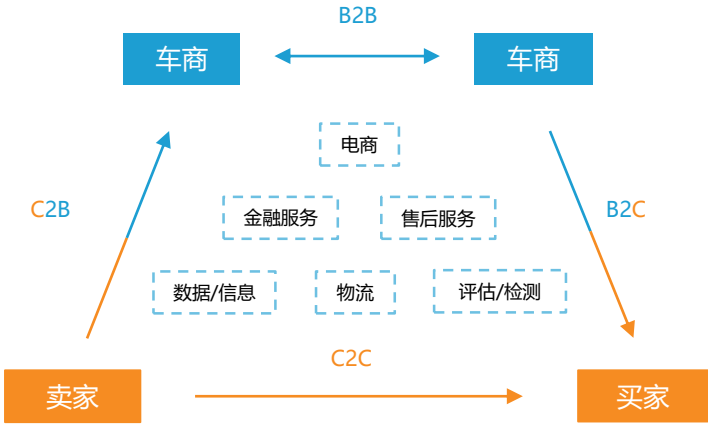 B2B
车商
车商
电商
C2B
B2C
金融服务
售后服务
数据/信息
物流
评估/检测
C2C
卖家
买家